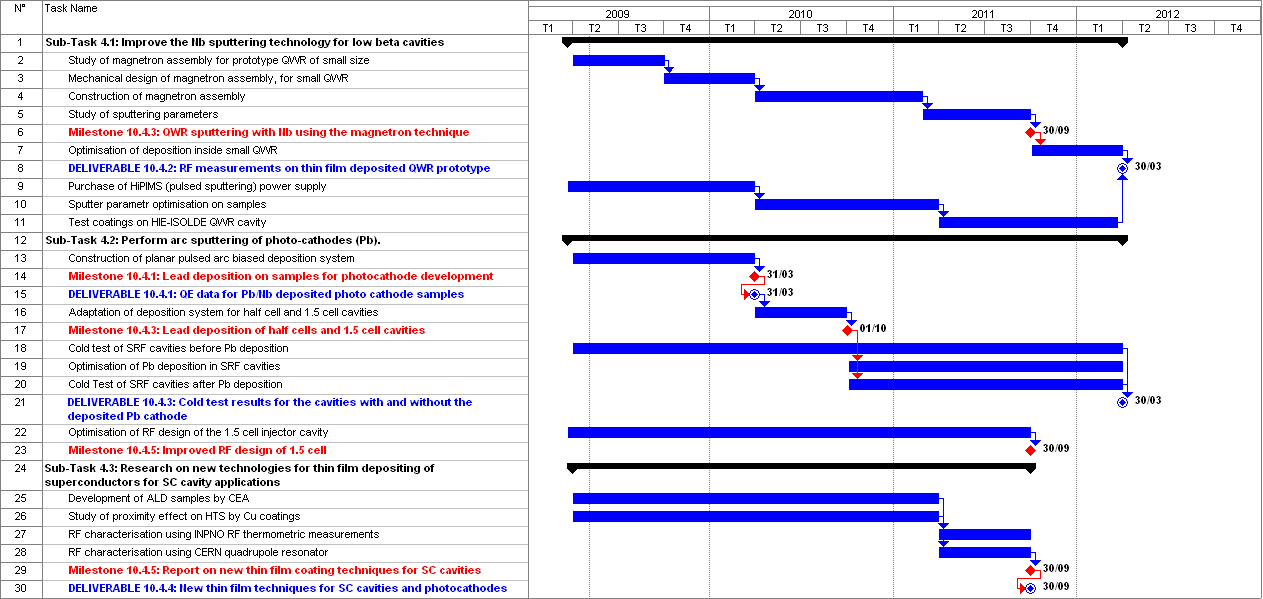 N° Task Name 2009 2010 2011 2012
T1 T2 T3 T4 T1 T2 T3 T4 T1 T2 T3 T4 T1 T2 T3 T4
1 Sub-Task 4.1: Improve the Nb sputtering technology for low beta cavities
2 Study of magnetron assembly for prototype QWR of small size
3 Mechanical design of magnetron assembly, for small QWR
4 Construction of magnetron assembly
5 Study of sputtering parameters
6 Milestone 10.4.3: QWR sputtering with Nb using the magnetron technique 30/09
7 Optimisation of deposition inside small QWR
8 DELIVERABLE 10.4.2: RF measurements on thin film deposited QWR prototype 30/03
9 Purchase of HiPIMS (pulsed sputtering) power supply
10 Sputter parametr optimisation on samples
11 Test coatings on HIE-ISOLDE QWR cavity
12 Sub-Task 4.2: Perform arc sputtering of photo-cathodes (Pb).
13 Construction of planar pulsed arc biased deposition system
14 Milestone 10.4.1: Lead deposition on samples for photocathode development 31/03
15 DELIVERABLE 10.4.1: QE data for Pb/Nb deposited photo cathode samples 31/03
16 Adaptation of deposition system for half cell and 1.5 cell cavities
17 Milestone 10.4.3: Lead deposition of half cells and 1.5 cell cavities 01/10
18 Cold test of SRF cavities before Pb deposition
19 Optimisation of Pb deposition in SRF cavities
20 Cold Test of SRF cavities after Pb deposition
21 DELIVERABLE 10.4.3: Cold test results for the cavities with and without the
deposited Pb cathode 30/03
22 Optimisation of RF design of the 1.5 cell injector cavity
23 Milestone 10.4.5: Improved RF design of 1.5 cell 30/09
24 Sub-Task 4.3: Research on new technologies for thin film depositing of
superconductors for SC cavity applications
25 Development of ALD samples by CEA
26 Study of proximity effect on HTS by Cu coatings
27 RF characterisation using INPNO RF thermometric measurements
28 RF characterisation using CERN quadrupole resonator
29 Milestone 10.4.5: Report on new thin film coating techniques for SC cavities 30/09
30 DELIVERABLE 10.4.4: New thin film techniques for SC cavities and photocathodes 30/09